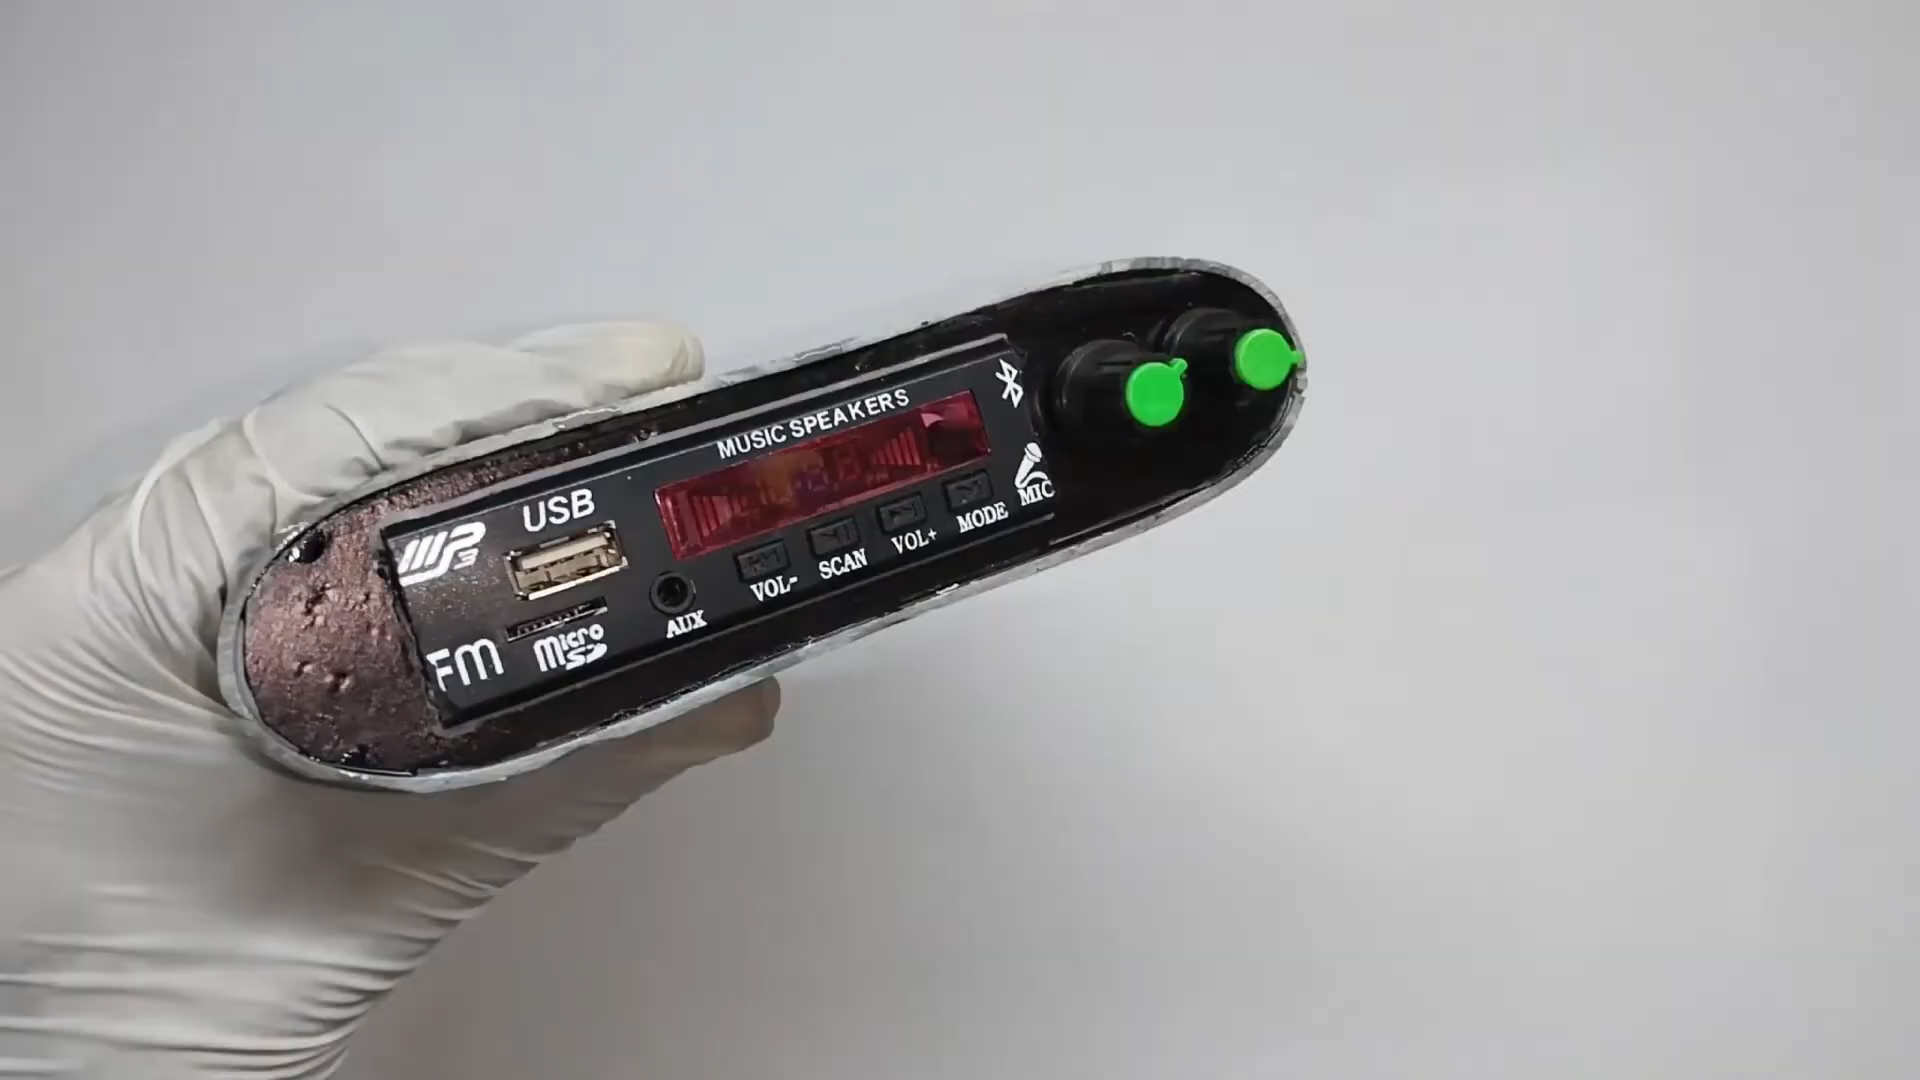 MUSIC SPEAKERS
MP3
USB
FM
Micro
SD
AUX
VOL-
SCAN
VOL+
MODE
MIC